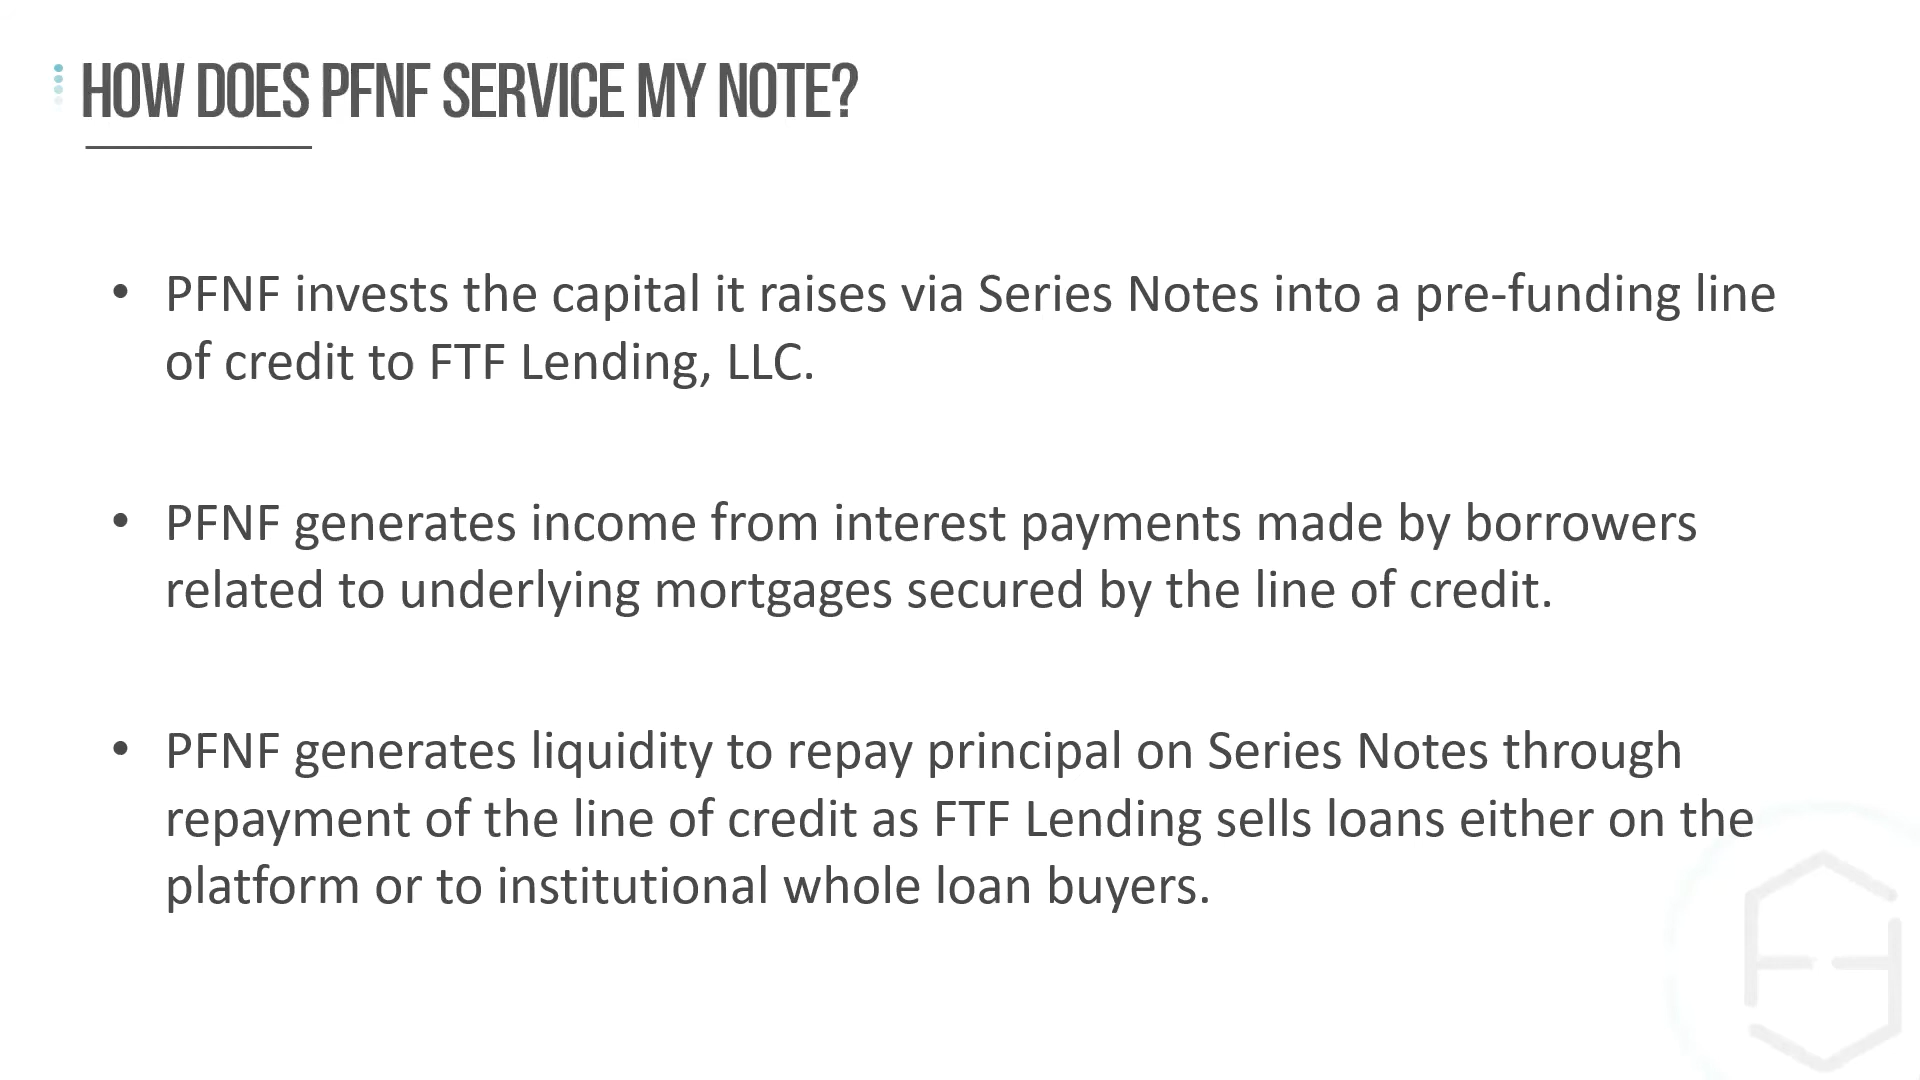 HOW DOES PFNF SERVICE MY NOTE?
• PFNF invests the capital it raises via Series Notes into a pre-funding line
of credit to FTF Lending, LLC.
• PFNF generates income from interest payments made by borrowers
related to underlying mortgages secured by the line of credit.
• PFNF generates liquidity to repay principal on Series Notes through
repayment of the line of credit as FTF Lending sells loans either on the
platform or to institutional whole loan buyers.